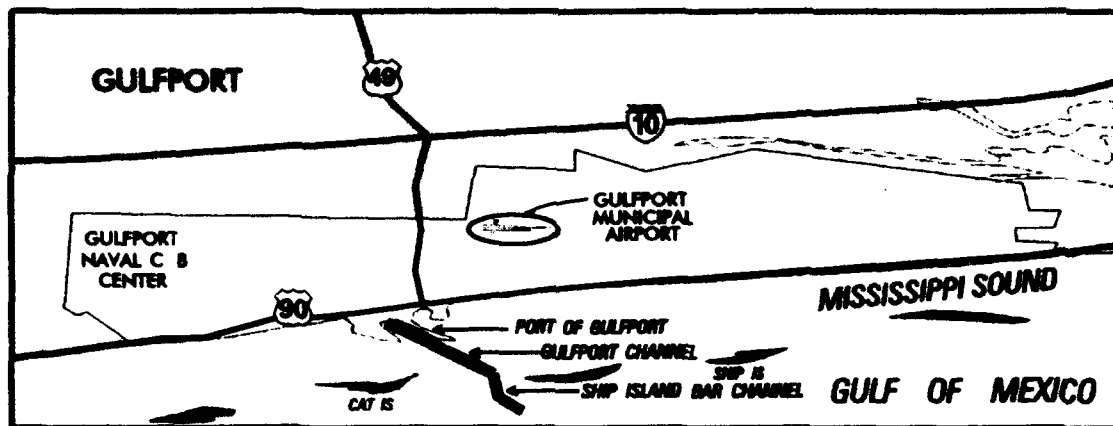 GULFPORT
49
10
GULFPORT
MUNICIPAL
AIRPORT
GULFPORT
NAVAL C B
CENTER
90
MISSISSIPPI SOUND
PORT OF GULFPORT
GULFPORT CHANNEL
SHIP IS
CAT IS
SHIP ISLAND BAR CHANNEL
GULF OF MEXICO